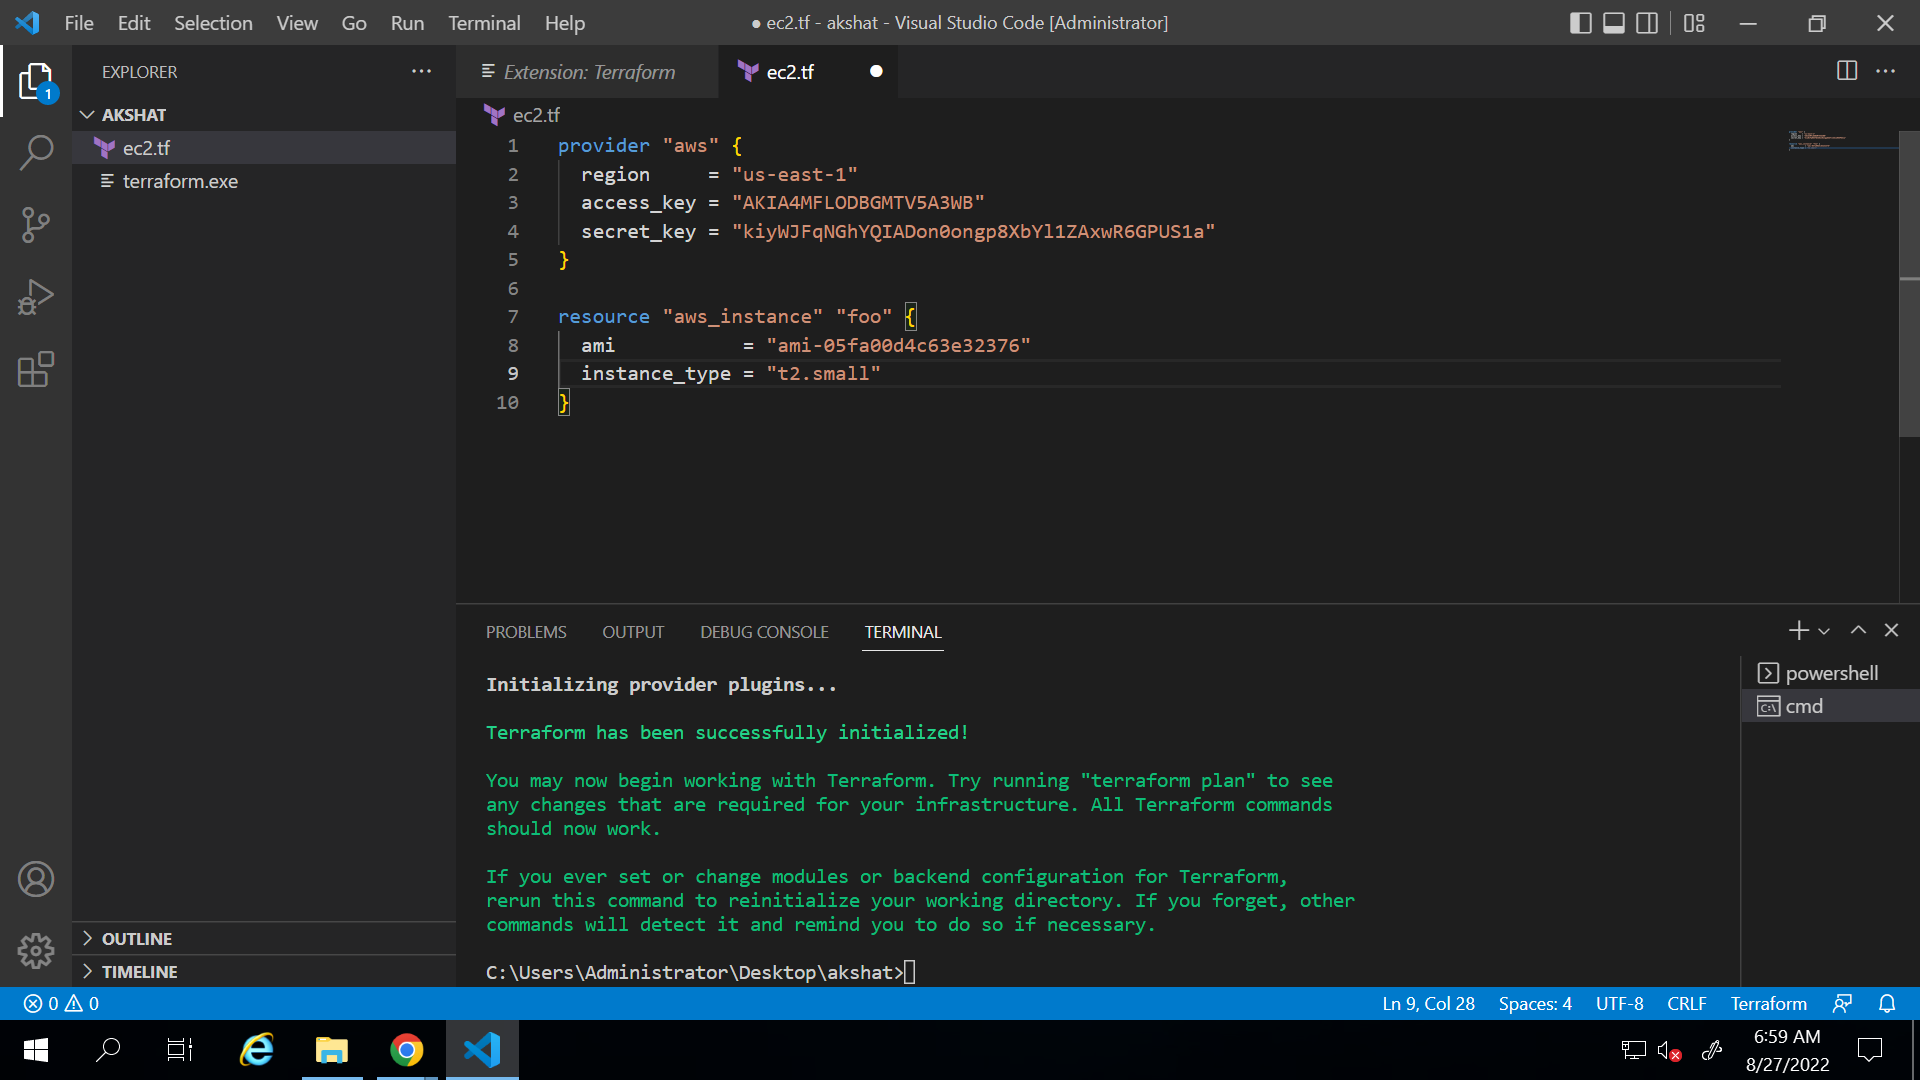 File Edit Selection View Go Run Terminal Help
● ec2.tf - akshat - Visual Studio Code [Administrator]
1
EXPLORER
AKSHAT
ec2.tf
terraform.exe
OUTLINE
TIMELINE
Extension: Terraform
ec2.tf
ec2.tf
1 provider "aws" {
2 region = "us-east-1"
3 access_key = "AKIA4MFLODBGMTV5A3WB"
4 secret_key = "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"
5 }
6
7 resource "aws_instance" "foo" {
8 ami = "ami-05fa00d4c63e32376"
9 instance_type = "t2.small"
10 }
PROBLEMS OUTPUT DEBUG CONSOLE TERMINAL
Initializing provider plugins...
Terraform has been successfully initialized!
You may now begin working with Terraform. Try running "terraform plan" to see
any changes that are required for your infrastructure. All Terraform commands
should now work.
If you ever set or change modules or backend configuration for Terraform,
rerun this command to reinitialize your working directory. If you forget, other
commands will detect it and remind you to do so if necessary.
C:\Users\Administrator\Desktop\akshat>
powershell
cmd
0 0
Ln 9, Col 28 Spaces: 4 UTF-8 CRLF Terraform
6:59 AM
8/27/2022